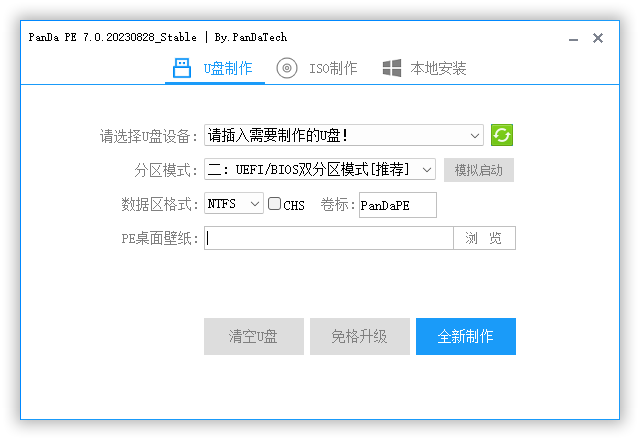 PanDa PE 7.0.20230828_Stable | By.PanDaTech
U盘制作 ISO制作 本地安装
请选择U盘设备: 请插入需要制作的U盘!
分区模式: 二: UEFI/BIOS双分区模式[推荐] 模拟启动
数据区格式: NTFS CHS 卷标: PanDaPE
PE桌面壁纸: 浏 览
清空U盘 免格升级 全新制作